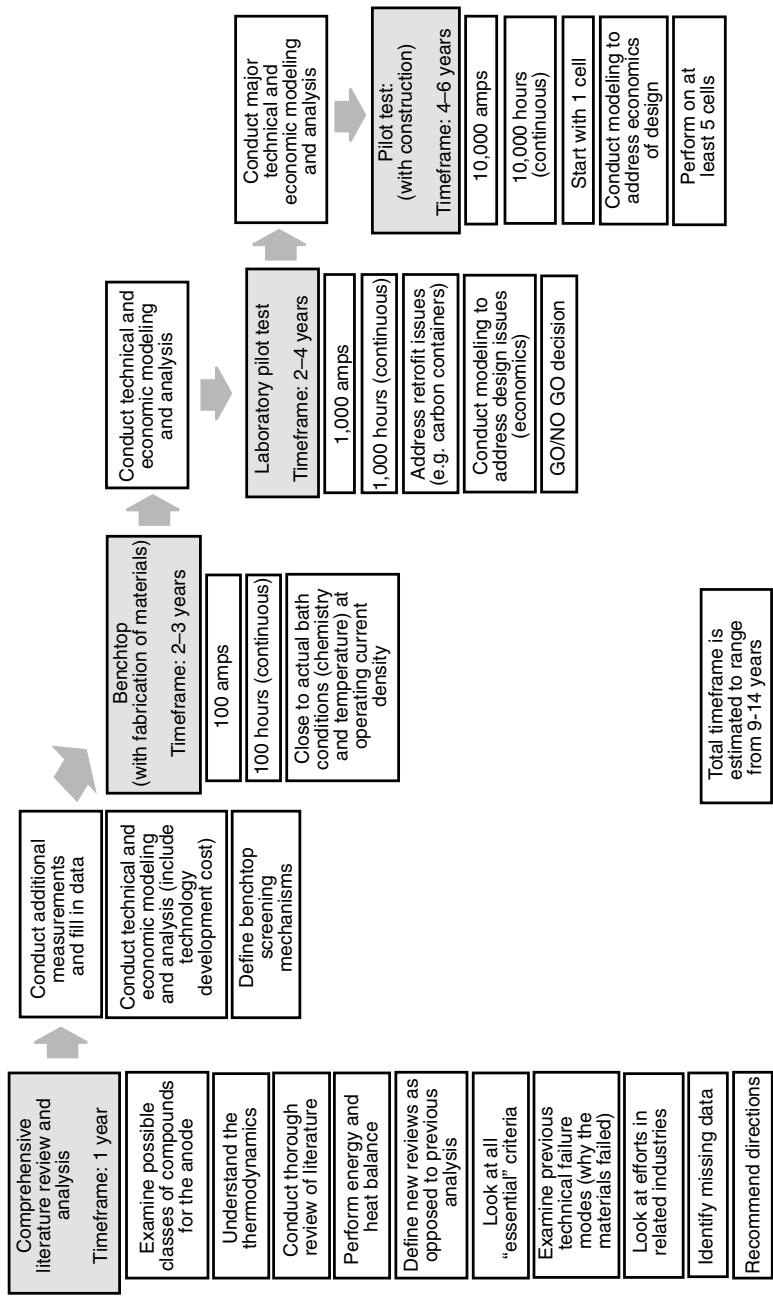 Comprehensive
literature review and
analysis
Timeframe: 1 year
Examine possible
classes of compounds
for the anode
Understand the
thermodynamics
Conduct thorough
review of literature
Perform energy and
heat balance
Define new reviews as
opposed to previous
analysis
Look at all
“essential” criteria
Examine previous
technical failure
modes (why the
materials failed)
Look at efforts in
related industries
Identify missing data
Recommend directions
Conduct additional
measurements
and fill in data
Conduct technical and
economic modeling
and analysis (include
technology
development cost)
Define benchtop
screening
mechanisms
Benchtop
(with fabrication of materials)
Timeframe: 2–3 years
100 amps
100 hours (continuous)
Close to actual bath
conditions (chemistry
and temperature) at
operating current
density
Conduct technical and
economic modeling
and analysis
Laboratory pilot test
Timeframe: 2–4 years
1,000 amps
1,000 hours (continuous)
Address retrofit issues
(e.g. carbon containers)
Conduct modeling to
address design issues
(economics)
GO/NO GO decision
Conduct major
technical and
economic modeling
and analysis
Pilot test:
(with construction)
Timeframe: 4–6 years
10,000 amps
10,000 hours
(continuous)
Start with 1 cell
Conduct modeling to
address economics
of design
Perform on at
least 5 cells
Total timeframe is
estimated to range
from 9-14 years